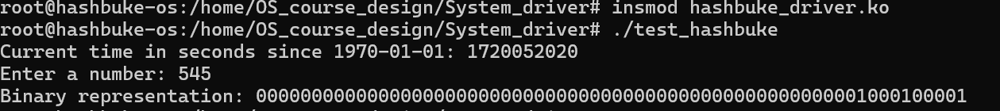 root@hashbuke-os:/home/OS_course_design/System_driver# insmod hashbuke_driver.ko
root@hashbuke-os:/home/OS_course_design/System_driver# ./test_hashbuke
Current time in seconds since 1970-01-01: 1720052020
Enter a number: 545
Binary representation: 0000000000000000000000000000000000000000000000000000001000100001